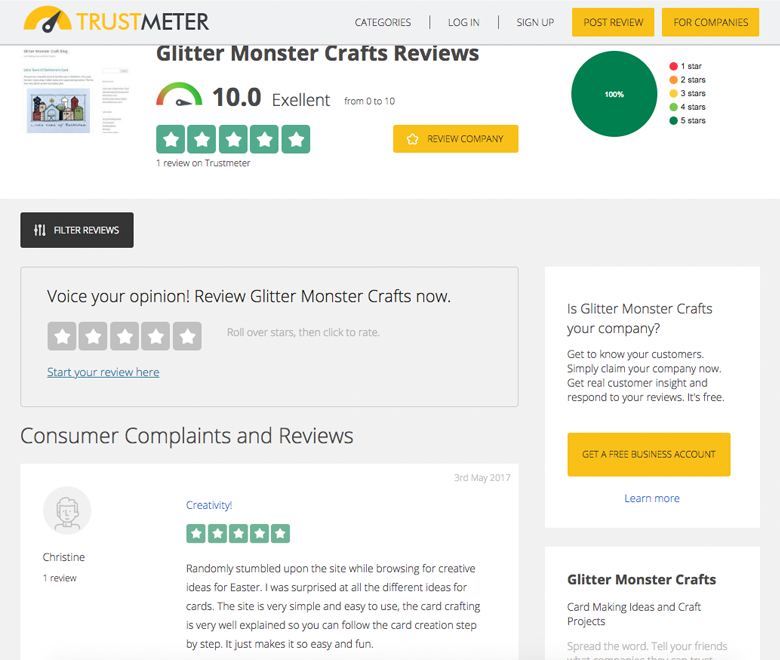 TRUSTMETER
CATEGORIES
LOG IN
SIGN UP
POST REVIEW
FOR COMPANIES
Glitter Monster Crafts Reviews
10.0 Exellent from 0 to 10
1 review on Trustmeter
REVIEW COMPANY
100%
1 star
2 stars
3 stars
4 stars
5 stars
FILTER REVIEWS
Voice your opinion! Review Glitter Monster Crafts now.
Roll over stars, then click to rate.
Start your review here
Is Glitter Monster Crafts
your company?
Get to know your customers.
Simply claim your company now.
Get real customer insight and
respond to your reviews. It's free.
GET A FREE BUSINESS ACCOUNT
Learn more
Consumer Complaints and Reviews
3rd May 2017
Christine
1 review
Creativity!
Randomly stumbled upon the site while browsing for creative
ideas for Easter. I was surprised at all the different ideas for
cards. The site is very simple and easy to use, the card crafting
is very well explained so you can follow the card creation step
by step. It just makes it so easy and fun.
Glitter Monster Crafts
Card Making Ideas and Craft
Projects
Spread the word. Tell your friends
what companies they can trust